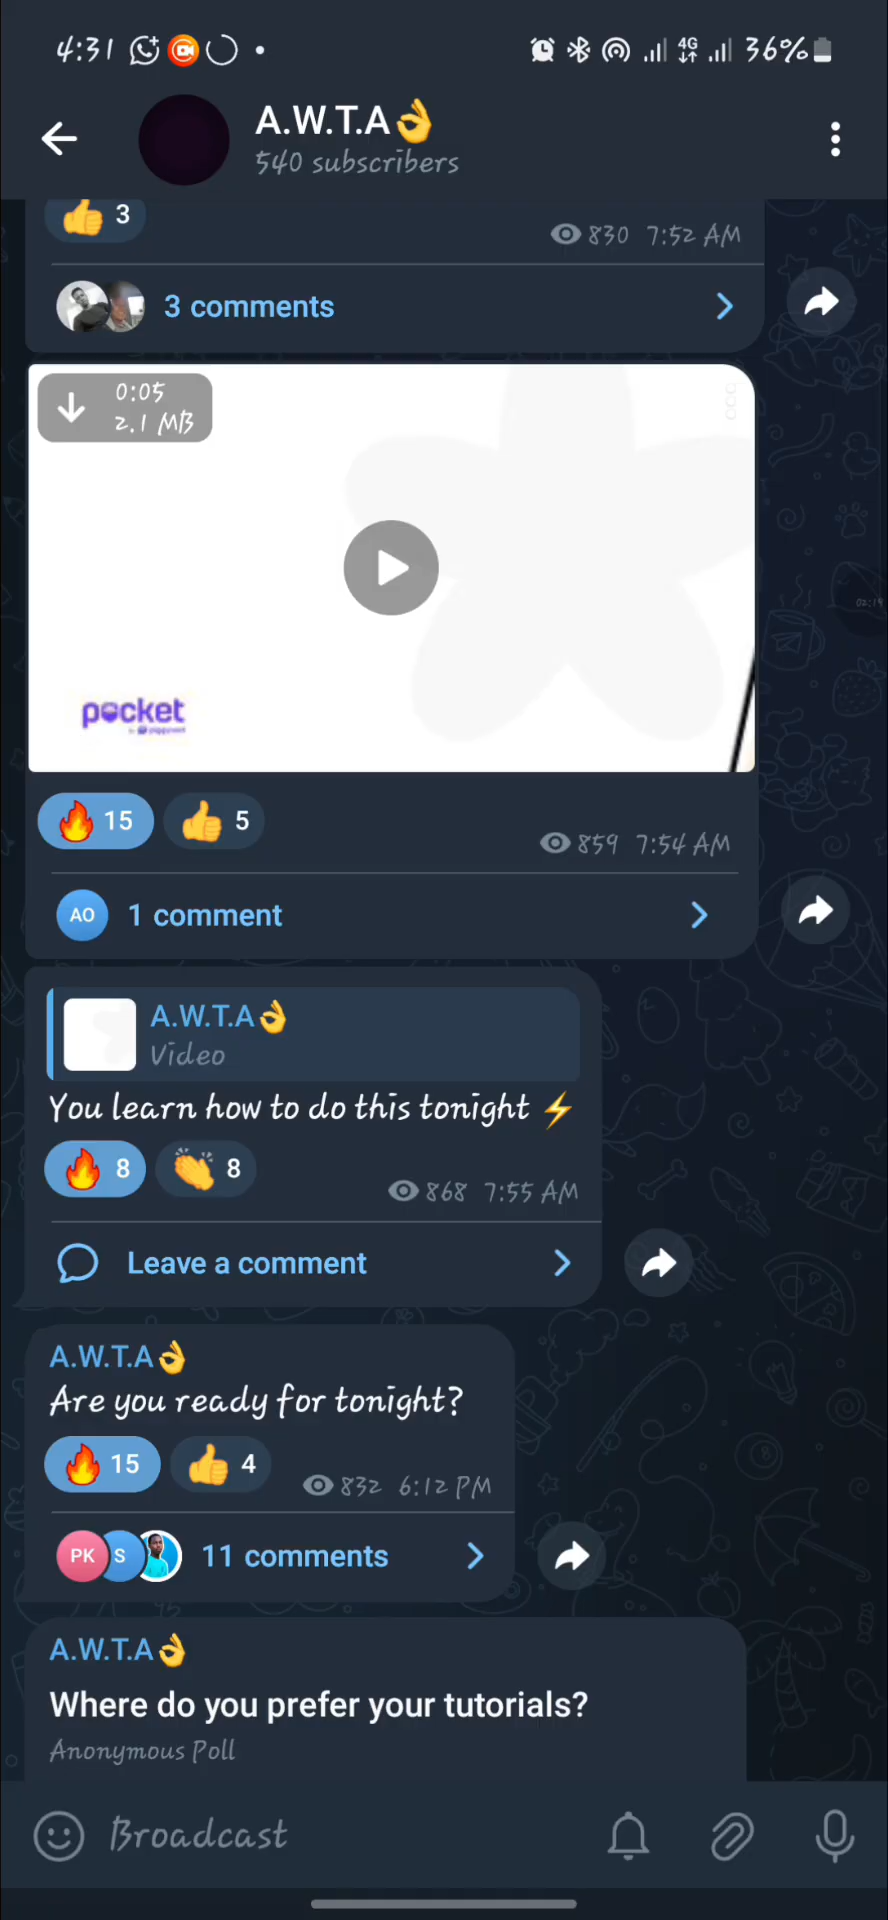 4:31
4G
36%
A.W.T.A👌
540 subscribers
👍 3
830 7:52 AM
3 comments
0:05
2.1 MB
pocket
02:19
🔥 15 👍 5
859 7:54 AM
AO 1 comment
A.W.T.A👌
Video
You learn how to do this tonight ⚡
🔥 8 👏 8
868 7:55 AM
Leave a comment
A.W.T.A👌
Are you ready for tonight?
🔥 15 👍 4
832 6:12 PM
PK S 11 comments
A.W.T.A👌
Where do you prefer your tutorials?
Anonymous Poll
Broadcast